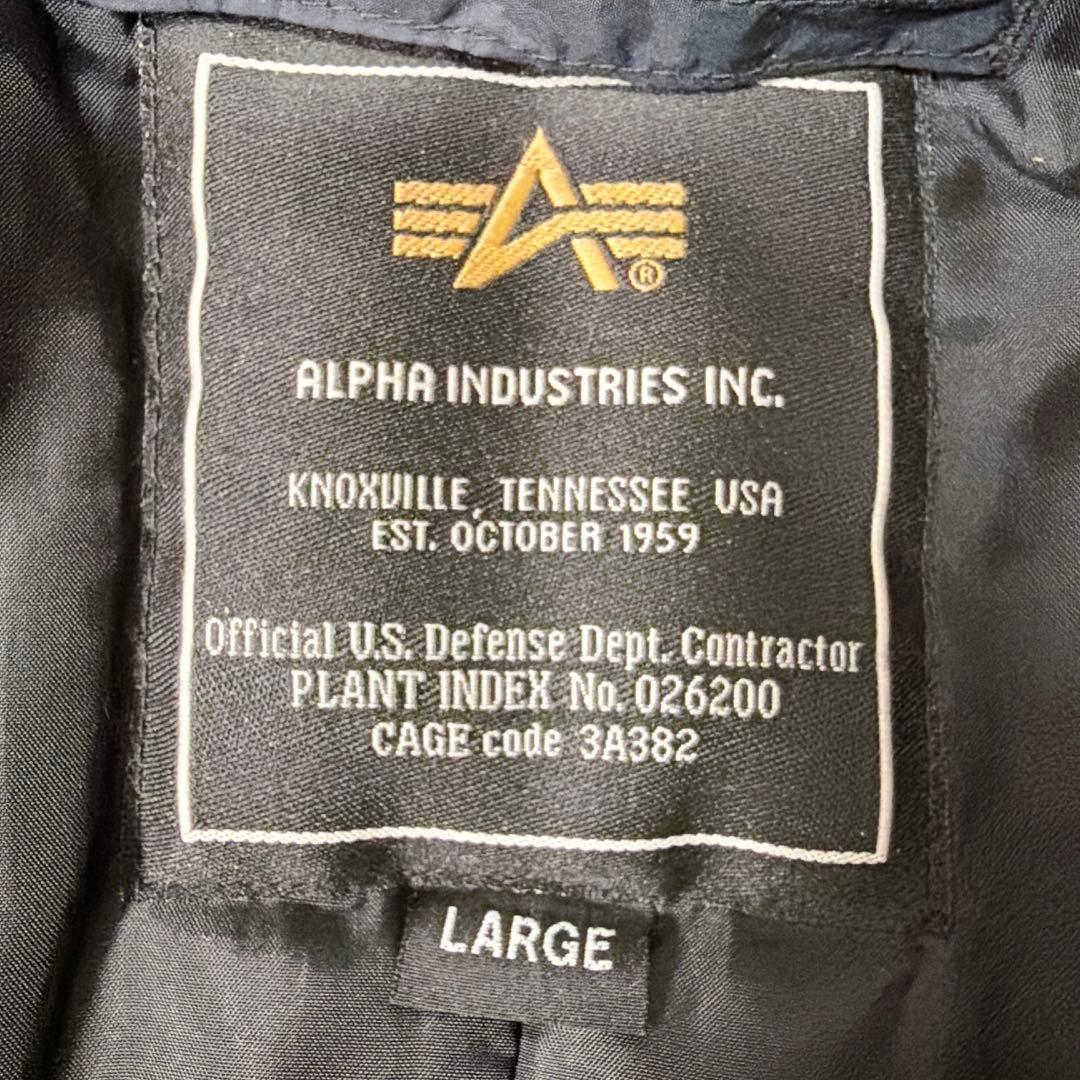 ®
ALPHA INDUSTRIES INC.
KNOXVILLE, TENNESSEE USA
EST. OCTOBER 1959
Official U.S. Defense Dept. Contractor
PLANT INDEX No. 026200
CAGE code 3A382
LARGE